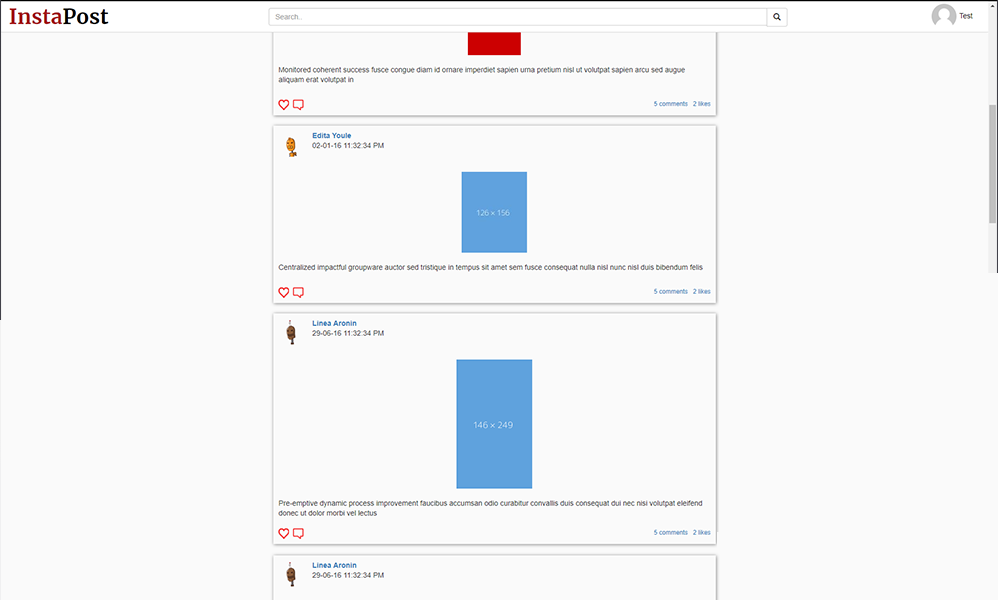 InstaPost
Search..
Test
Monitored coherent success fusce congue diam id ornare imperdiet sapien urna pretium nisl ut volutpat sapien arcu sed augue
aliquam erat volutpat in
5 comments 2 likes
Edita Youle
02-01-16 11:32:34 PM
126 × 156
Centralized impactful groupware auctor sed tristique in tempus sit amet sem fusce consequat nulla nisl nunc nisl duis bibendum felis
5 comments 2 likes
Linea Aronin
29-06-16 11:32:34 PM
146 × 249
Pre-emptive dynamic process improvement faucibus accumsan odio curabitur convallis duis consequat dui nec nisi volutpat eleifend
donec ut dolor morbi vel lectus
5 comments 2 likes
Linea Aronin
29-06-16 11:32:34 PM